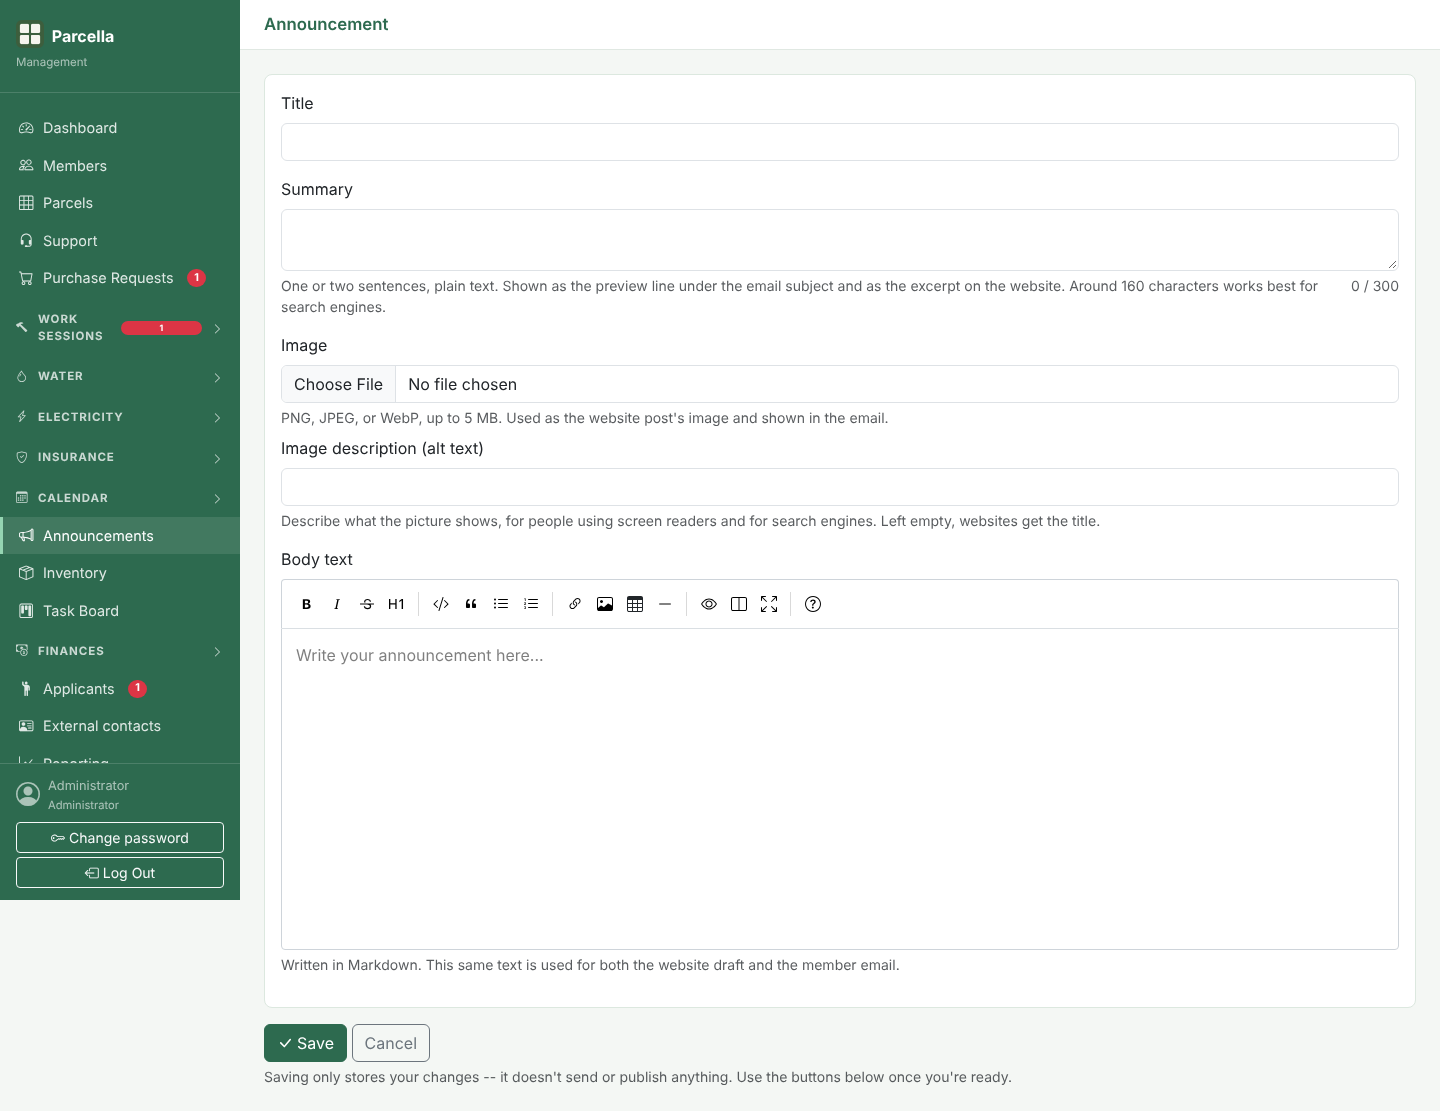 Parcella
Management
Dashboard
Members
Parcels
Support
Purchase Requests 1
WORK
SESSIONS 1
WATER
ELECTRICITY
INSURANCE
CALENDAR
Announcements
Inventory
Task Board
FINANCES
Applicants 1
External contacts
Reporting
Administrator
Administrator
Change password
Log Out
Announcement
Title
Summary
One or two sentences, plain text. Shown as the preview line under the email subject and as the excerpt on the website. Around 160 characters works best for 0 / 300
search engines.
Image
Choose File No file chosen
PNG, JPEG, or WebP, up to 5 MB. Used as the website post's image and shown in the email.
Image description (alt text)
Describe what the picture shows, for people using screen readers and for search engines. Left empty, websites get the title.
Body text
B I S H1
Write your announcement here...
Written in Markdown. This same text is used for both the website draft and the member email.
Save Cancel
Saving only stores your changes -- it doesn't send or publish anything. Use the buttons below once you're ready.